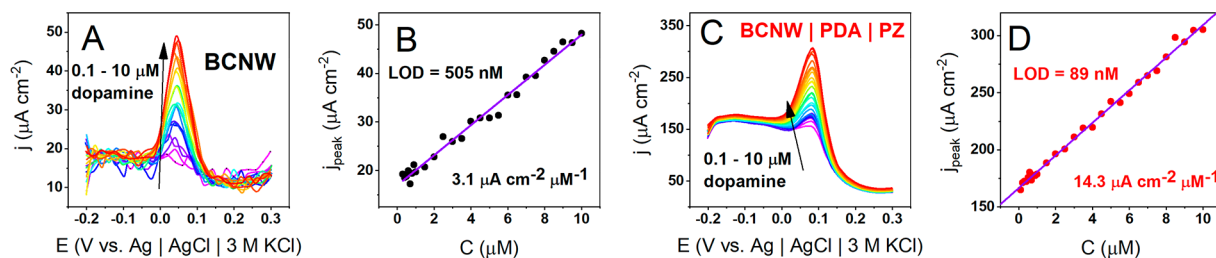 A
BCNW
0.1 - 10 µM
dopamine
j (µA cm⁻²)
50
40
30
20
10
-0.2 -0.1 0.0 0.1 0.2 0.3
E (V vs. Ag | AgCl | 3 M KCl)
B
LOD = 505 nM
3.1 µA cm⁻² µM⁻¹
jpeak (µA cm⁻²)
50
40
30
20
10
0 2 4 6 8 10
C (µM)
C
BCNW | PDA | PZ
0.1 - 10 µM
dopamine
j (µA cm⁻²)
350
250
150
50
-0.2 -0.1 0.0 0.1 0.2 0.3
E (V vs. Ag | AgCl | 3 M KCl)
D
LOD = 89 nM
14.3 µA cm⁻² µM⁻¹
jpeak (µA cm⁻²)
300
250
200
150
0 2 4 6 8 10
C (µM)